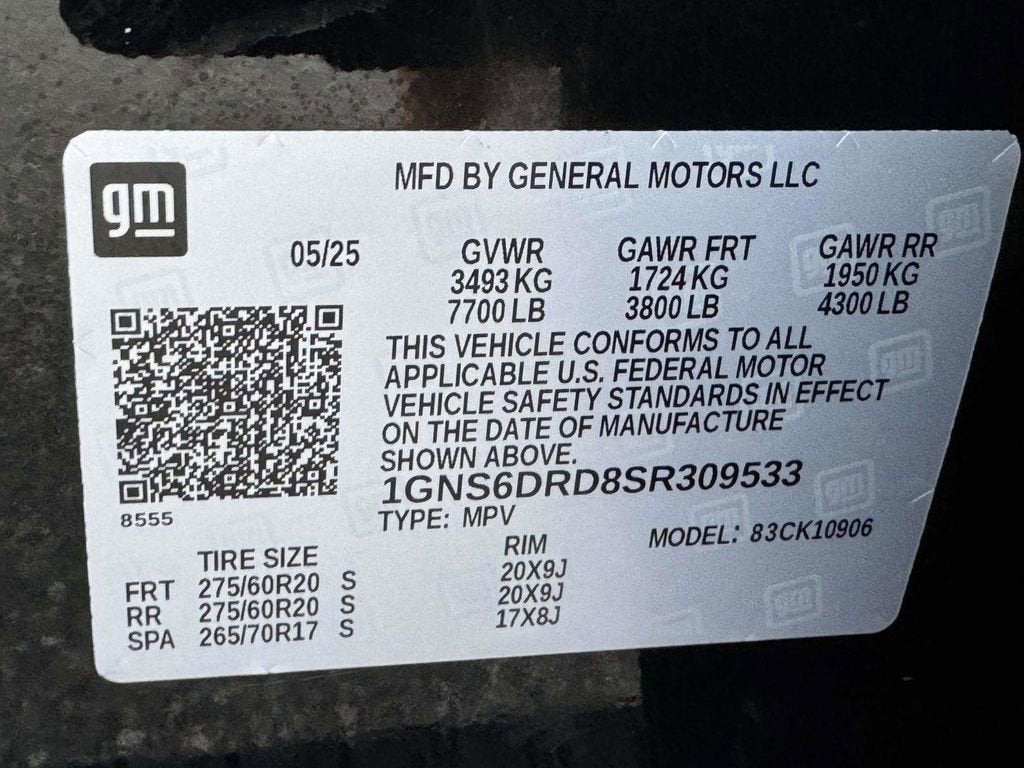 gm
MFD BY GENERAL MOTORS LLC
05/25 GVWR GAWR FRT GAWR RR
3493 KG 1724 KG 1950 KG
7700 LB 3800 LB 4300 LB
THIS VEHICLE CONFORMS TO ALL
APPLICABLE U.S. FEDERAL MOTOR
VEHICLE SAFETY STANDARDS IN EFFECT
ON THE DATE OF MANUFACTURE
SHOWN ABOVE.
1GNS6DRD8SR309533
8555
TYPE: MPV MODEL: 83CK10906
TIRE SIZE RIM
FRT 275/60R20 S 20X9J
RR 275/60R20 S 20X9J
SPA 265/70R17 S 17X8J